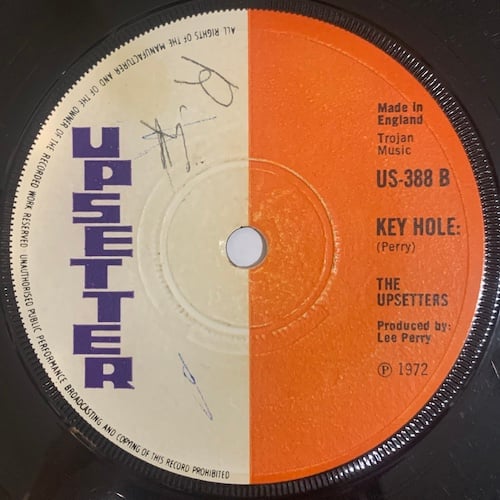 ALL RIGHTS OF THE MANUFACTURER AND OF THE OWNER OF THE RECORDED WORK RESERVED UNAUTHORISED PUBLIC PERFORMANCE BROADCASTING AND COPYING OF THIS RECORD PROHIBITED
UPSETTER
Made in
England
Trojan
Music
US-388 B
KEY HOLE:
(Perry)
THE
UPSETTERS
Produced by:
Lee Perry
Ⓟ 1972